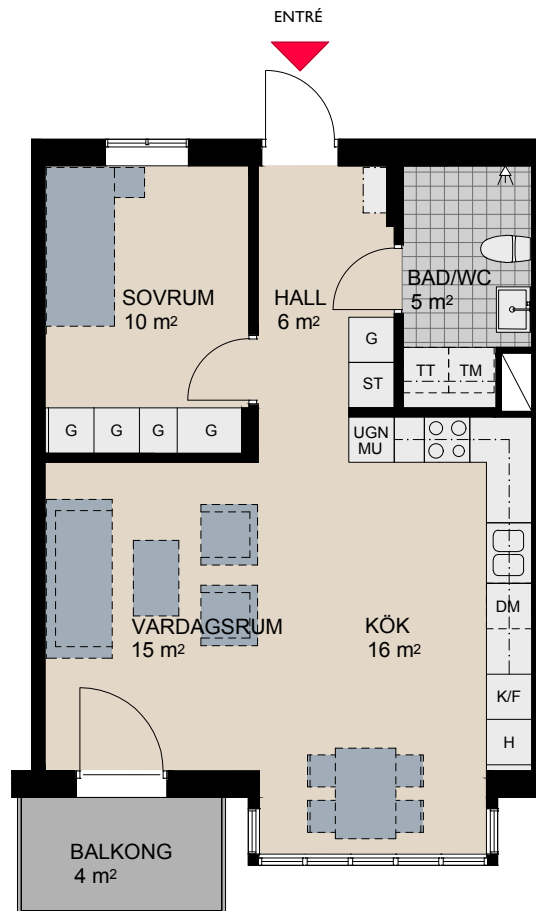 ENTRÉ
SOVRUM
10 m²
HALL
6 m²
BAD/WC
5 m²
G
ST
TT TM
G G G G
UGN
MU
DM
VARDAGSRUM
15 m²
KÖK
16 m²
K/F
H
BALKONG
4 m²